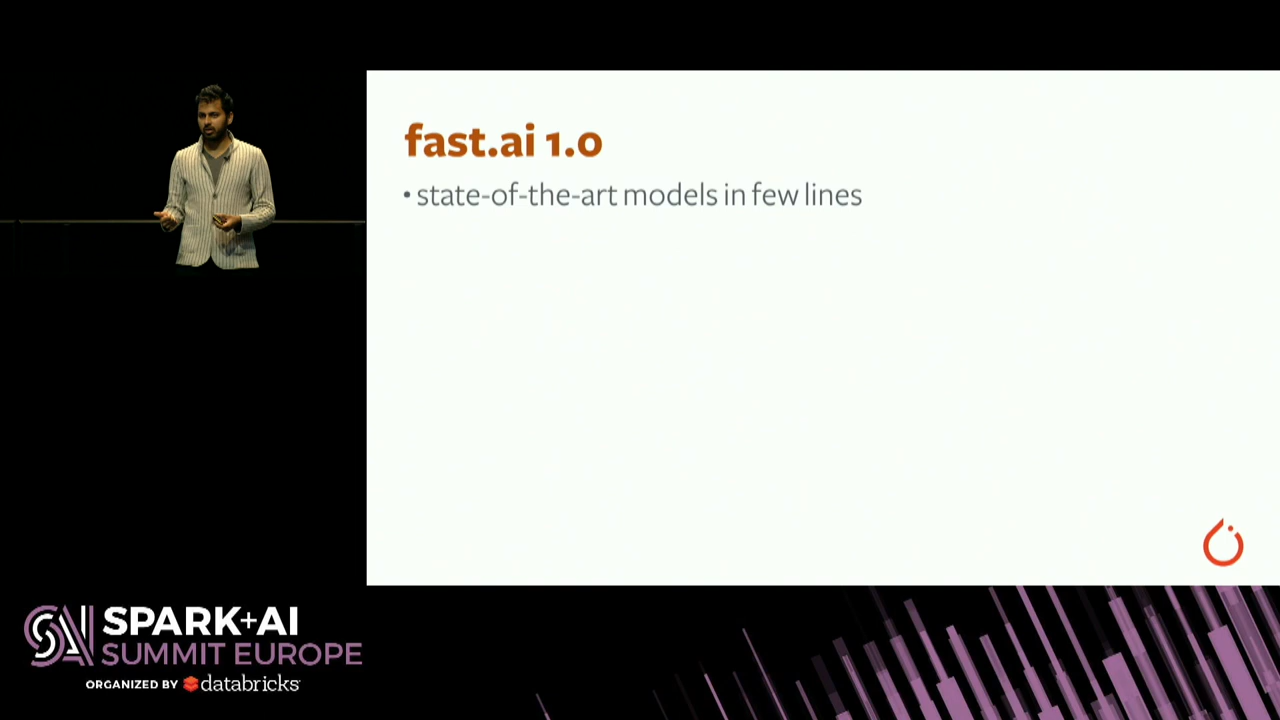 fast.ai 1.0
• state-of-the-art models in few lines
SPARK+AI
SUMMIT EUROPE
ORGANIZED BY databricks